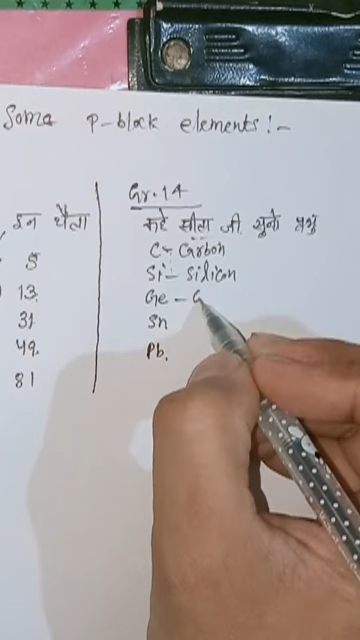 Some p-block elements:-
Gr.14
इन थैला
कहे सीता जी सुनो प्रभु
5
C - Carbon
13
Si - Silicon
31
Ge - G
49
Sn
81
Pb.